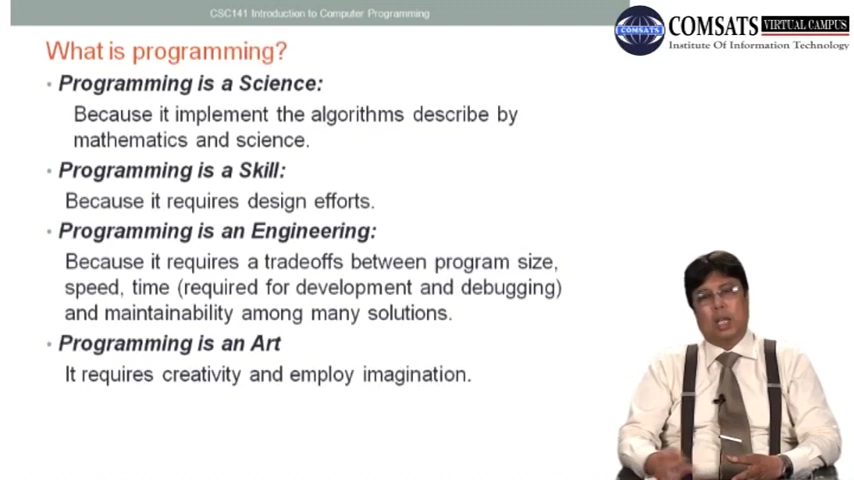 CSC141 Introduction to Computer Programming
COMSATS VIRTUAL CAMPUS
Institute Of Information Technology
COMSATS
What is programming?
• Programming is a Science:
Because it implement the algorithms describe by
mathematics and science.
• Programming is a Skill:
Because it requires design efforts.
• Programming is an Engineering:
Because it requires a tradeoffs between program size,
speed, time (required for development and debugging)
and maintainability among many solutions.
• Programming is an Art
It requires creativity and employ imagination.